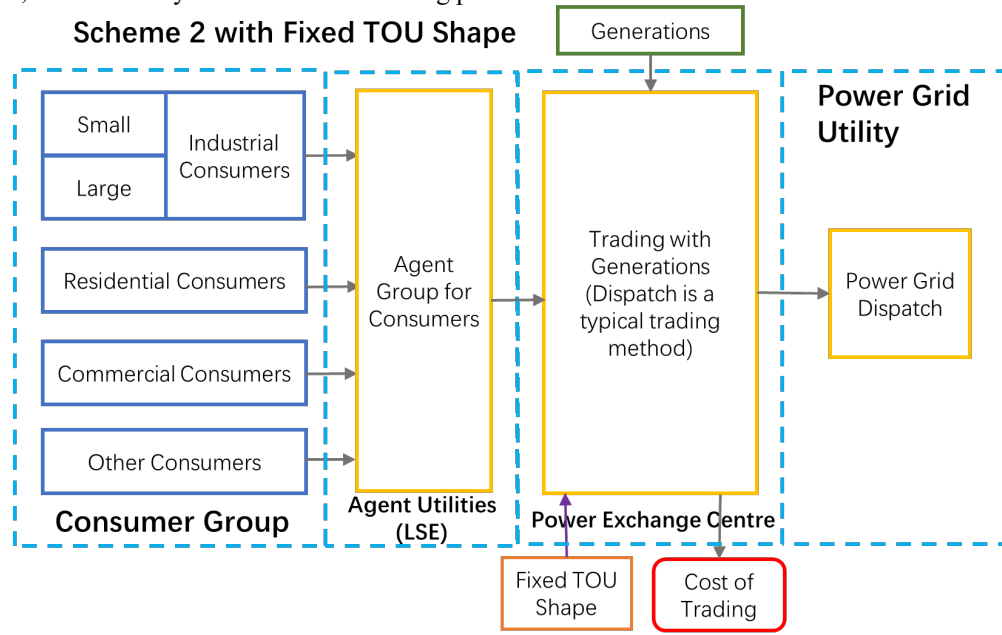 Scheme 2 with Fixed TOU Shape
Generations
Power Grid
Utility
Small
Large
Industrial
Consumers
Residential Consumers
Commercial Consumers
Other Consumers
Consumer Group
Agent
Group for
Consumers
Agent Utilities
(LSE)
Trading with
Generations
(Dispatch is a
typical trading
method)
Power Exchange Centre
Power Grid
Dispatch
Fixed TOU
Shape
Cost of
Trading